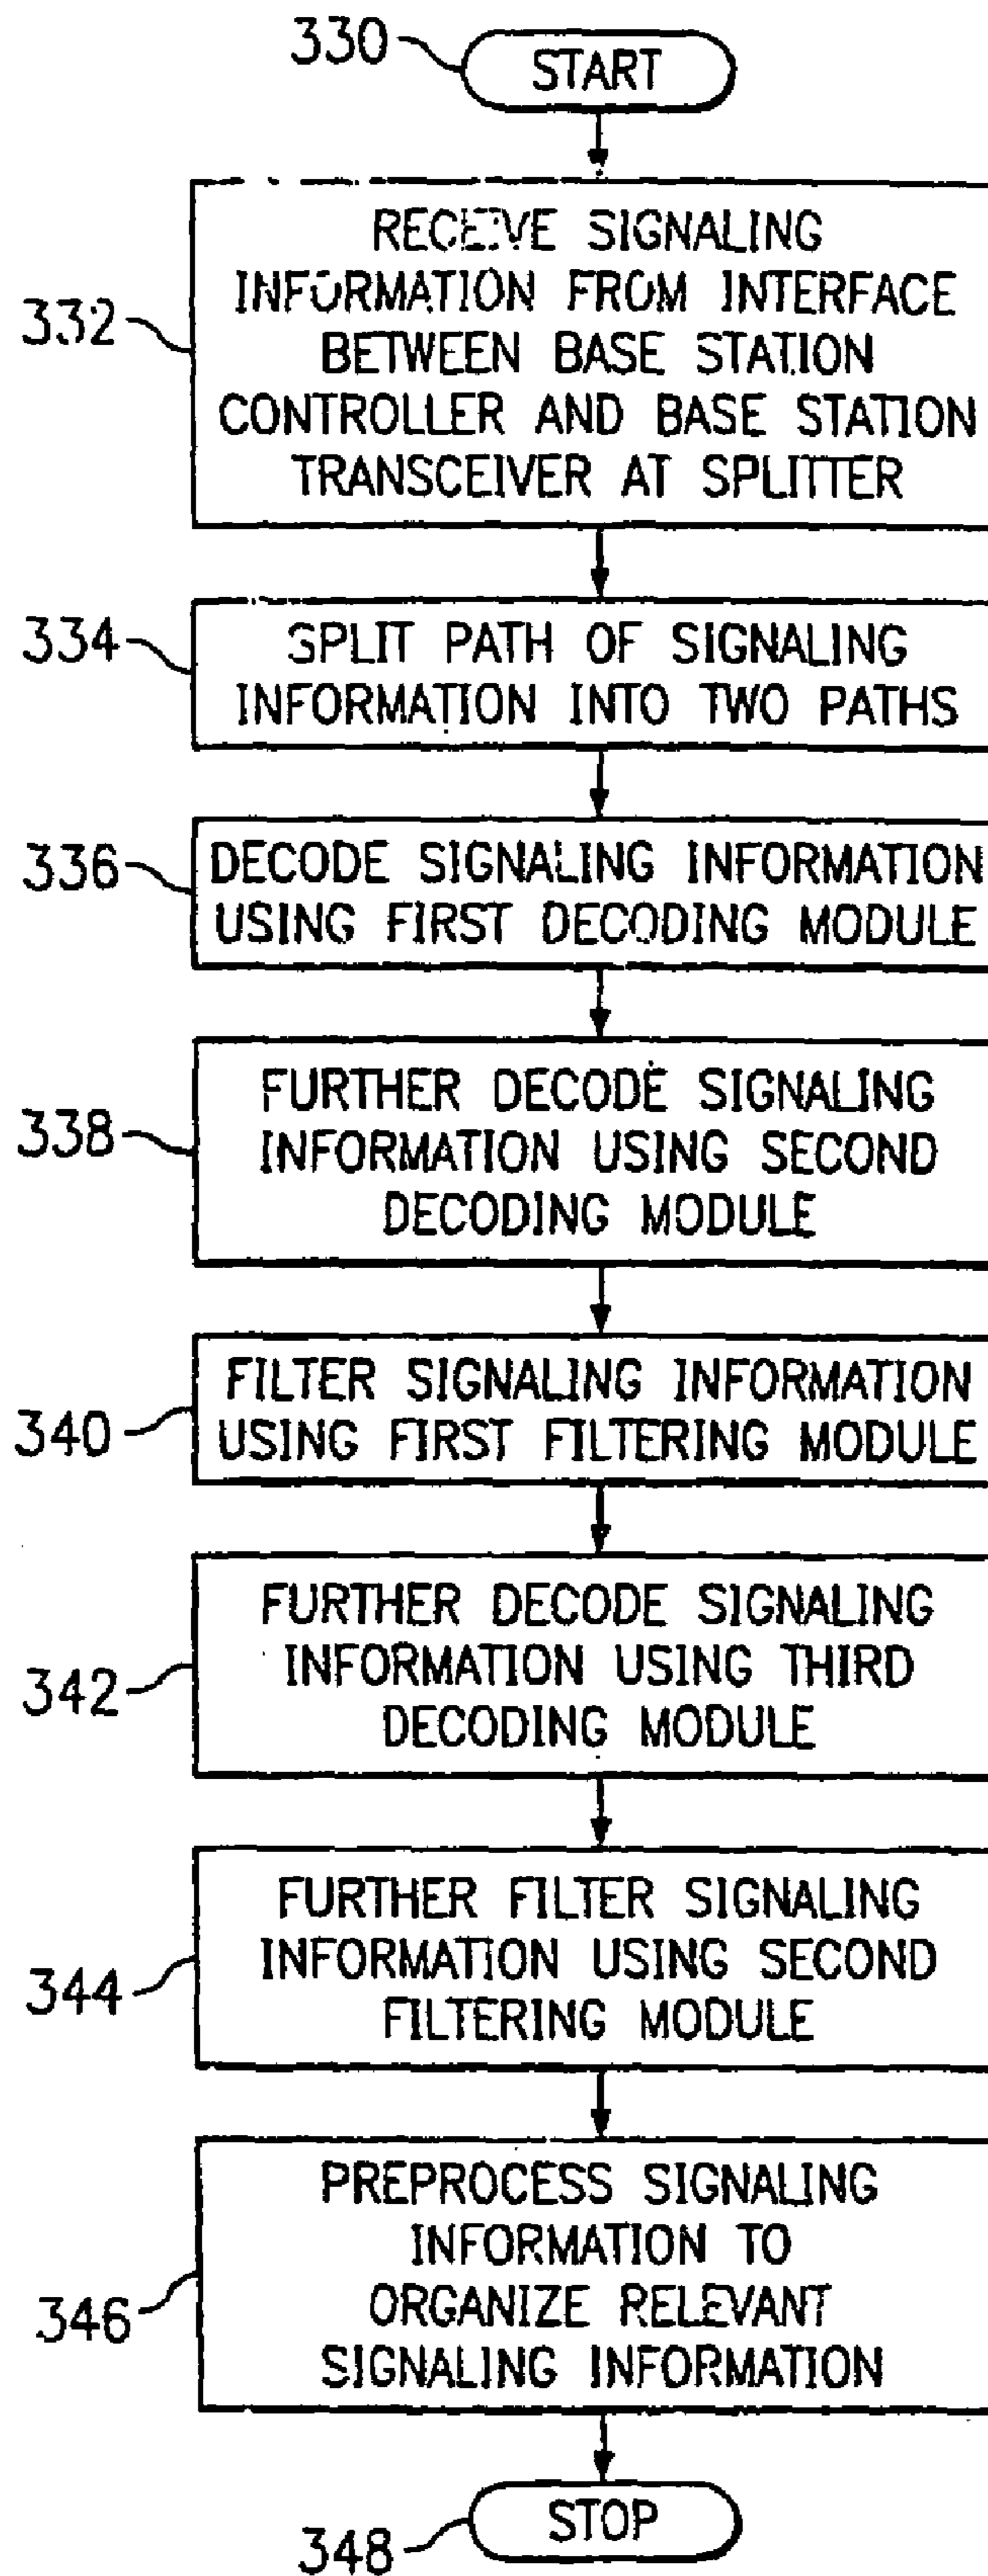 330
START
332
RECEIVE SIGNALING
INFORMATION FROM INTERFACE
BETWEEN BASE STATION
CONTROLLER AND BASE STATION
TRANSCEIVER AT SPLITTER
334
SPLIT PATH OF SIGNALING
INFORMATION INTO TWO PATHS
336
DECODE SIGNALING INFORMATION
USING FIRST DECODING MODULE
338
FURTHER DECODE SIGNALING
INFORMATION USING SECOND
DECODING MODULE
340
FILTER SIGNALING INFORMATION
USING FIRST FILTERING MODULE
342
FURTHER DECODE SIGNALING
INFORMATION USING THIRD
DECODING MODULE
344
FURTHER FILTER SIGNALING
INFORMATION USING SECOND
FILTERING MODULE
346
PREPROCESS SIGNALING
INFORMATION TO
ORGANIZE RELEVANT
SIGNALING INFORMATION
348
STOP